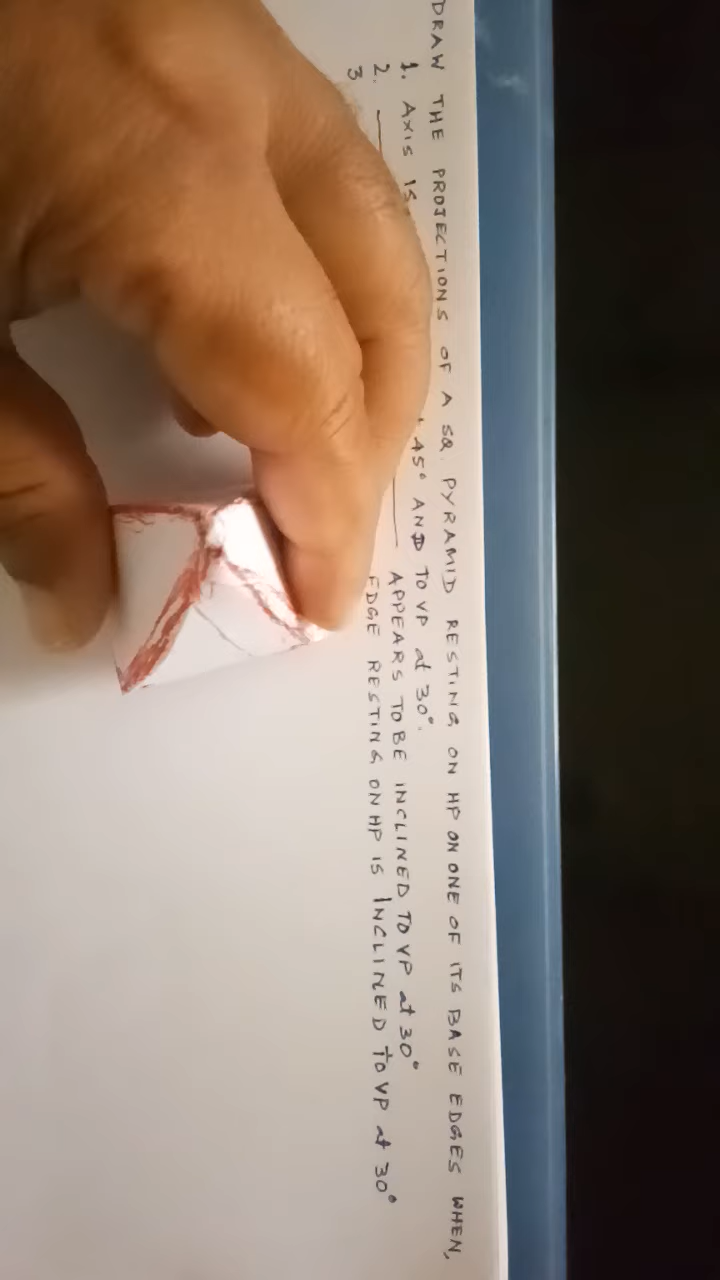 DRAW THE PROJECTIONS OF A SQ. PYRAMID RESTING ON HP ON ONE OF ITS BASE EDGES WHEN,
1. AXIS IS 45° AND TO VP at 30°.
2. —— APPEARS TO BE INCLINED TO VP at 30°
3 EDGE RESTING ON HP IS INCLINED TO VP at 30°